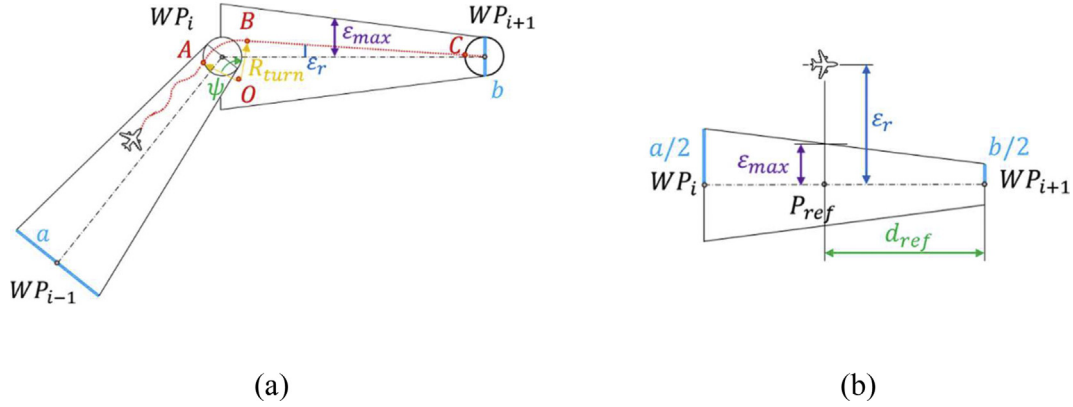 WP_i
B
ε_max
WP_{i+1}
A
C
ε_r
R_turn
ψ
O
b
a
WP_{i-1}
(a)
ε_r
a/2
b/2
ε_max
WP_i
WP_{i+1}
P_ref
d_ref
(b)